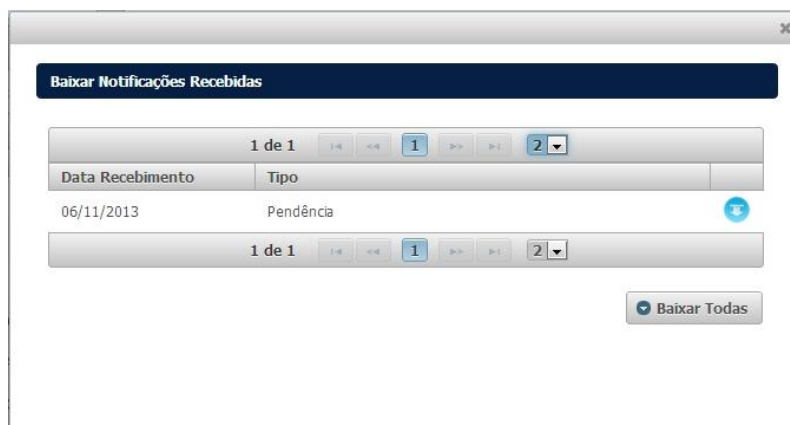 Baixar Notificações Recebidas
1 de 1 1 2
Data Recebimento Tipo
06/11/2013 Pendência
1 de 1 1 2
Baixar Todas